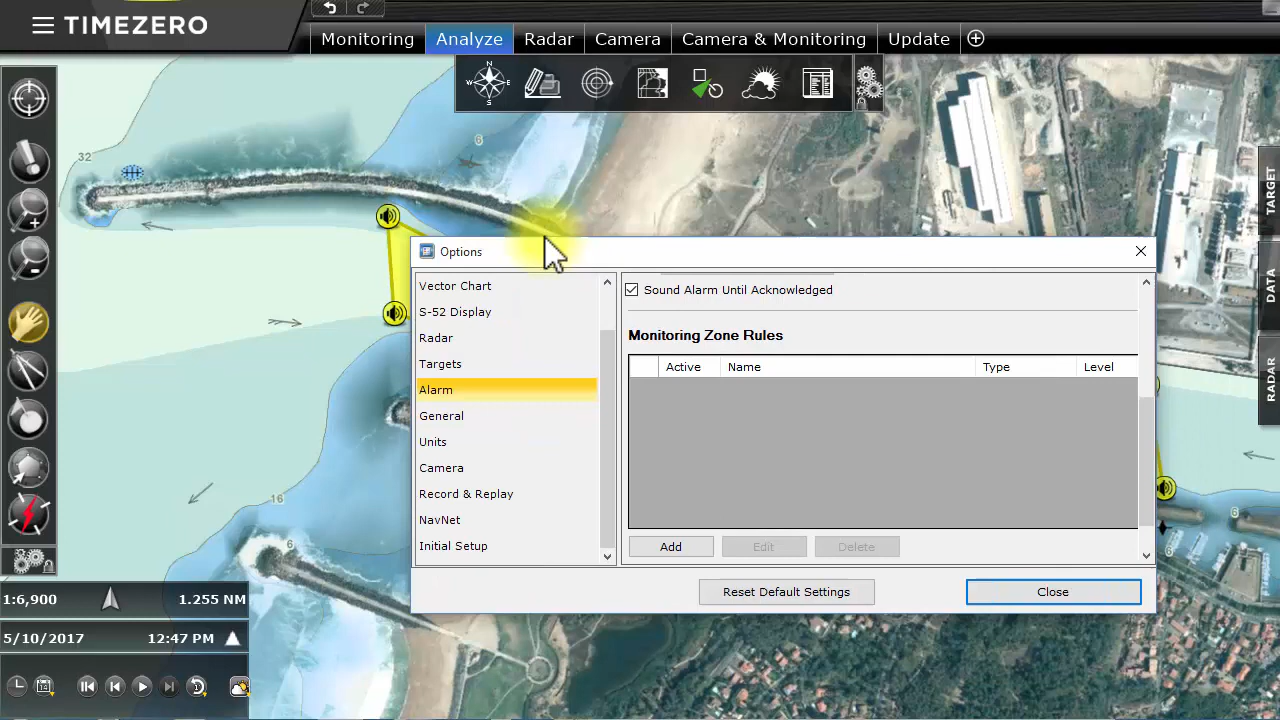 TIMEZERO
Monitoring
Analyze
Radar
Camera
Camera & Monitoring
Update
N
W
E
S
32
6
TARGET
DATA
RADAR
Options
Vector Chart
S-52 Display
Radar
Targets
Alarm
General
Units
Camera
Record & Replay
NavNet
Initial Setup
Sound Alarm Until Acknowledged
Monitoring Zone Rules
Active
Name
Type
Level
Add
Edit
Delete
Reset Default Settings
Close
16
6
6
6
1:6,900
1.255 NM
5/10/2017
12:47 PM
14